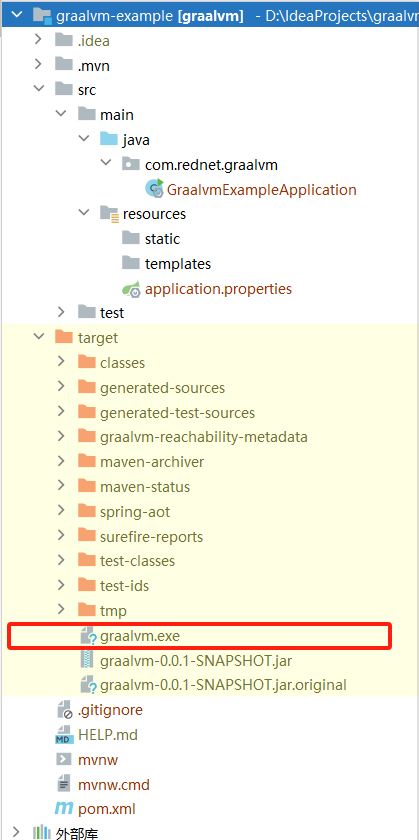 graalvm-example [graalvm] - D:\IdeaProjects\graalvm
.idea
.mvn
src
main
java
com.rednet.graalvm
GraalvmExampleApplication
resources
static
templates
application.properties
test
target
classes
generated-sources
generated-test-sources
graalvm-reachability-metadata
maven-archiver
maven-status
spring-aot
surefire-reports
test-classes
test-ids
tmp
graalvm.exe
graalvm-0.0.1-SNAPSHOT.jar
graalvm-0.0.1-SNAPSHOT.jar.original
.gitignore
HELP.md
mvnw
mvnw.cmd
pom.xml
外部库